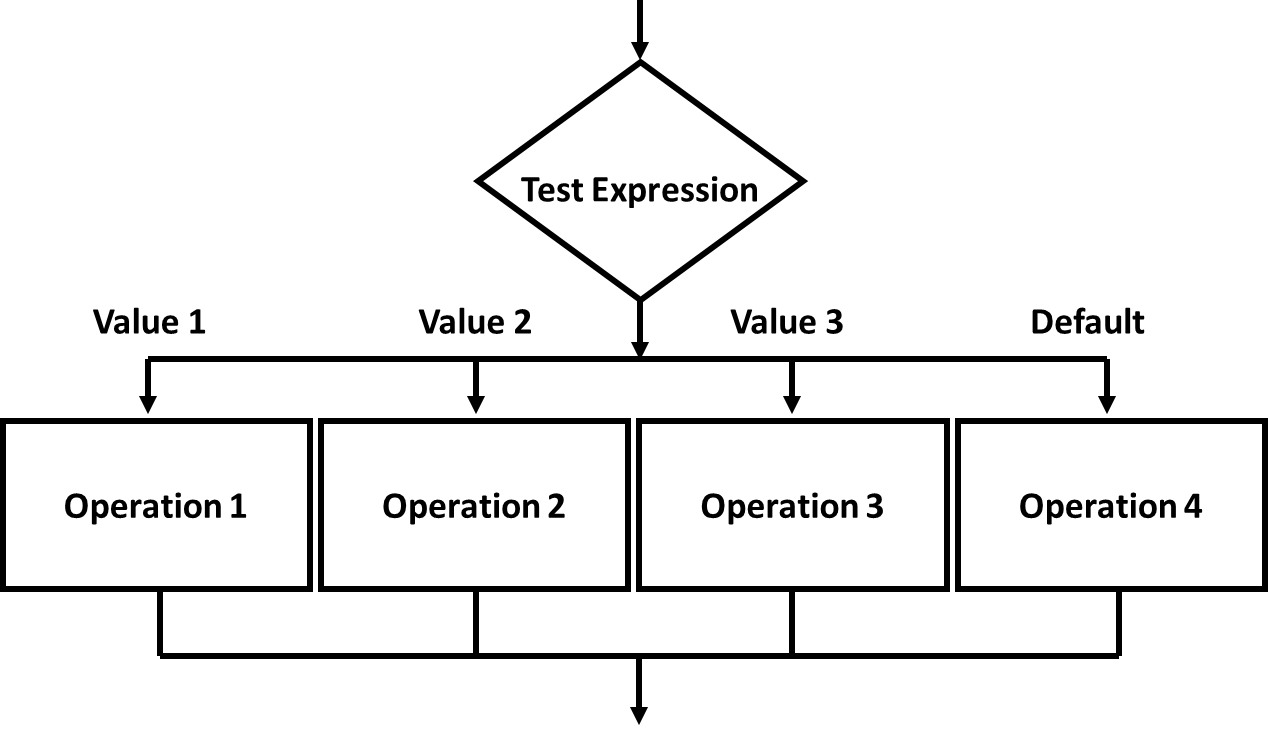 Test Expression
Value 1
Value 2
Value 3
Default
Operation 1
Operation 2
Operation 3
Operation 4